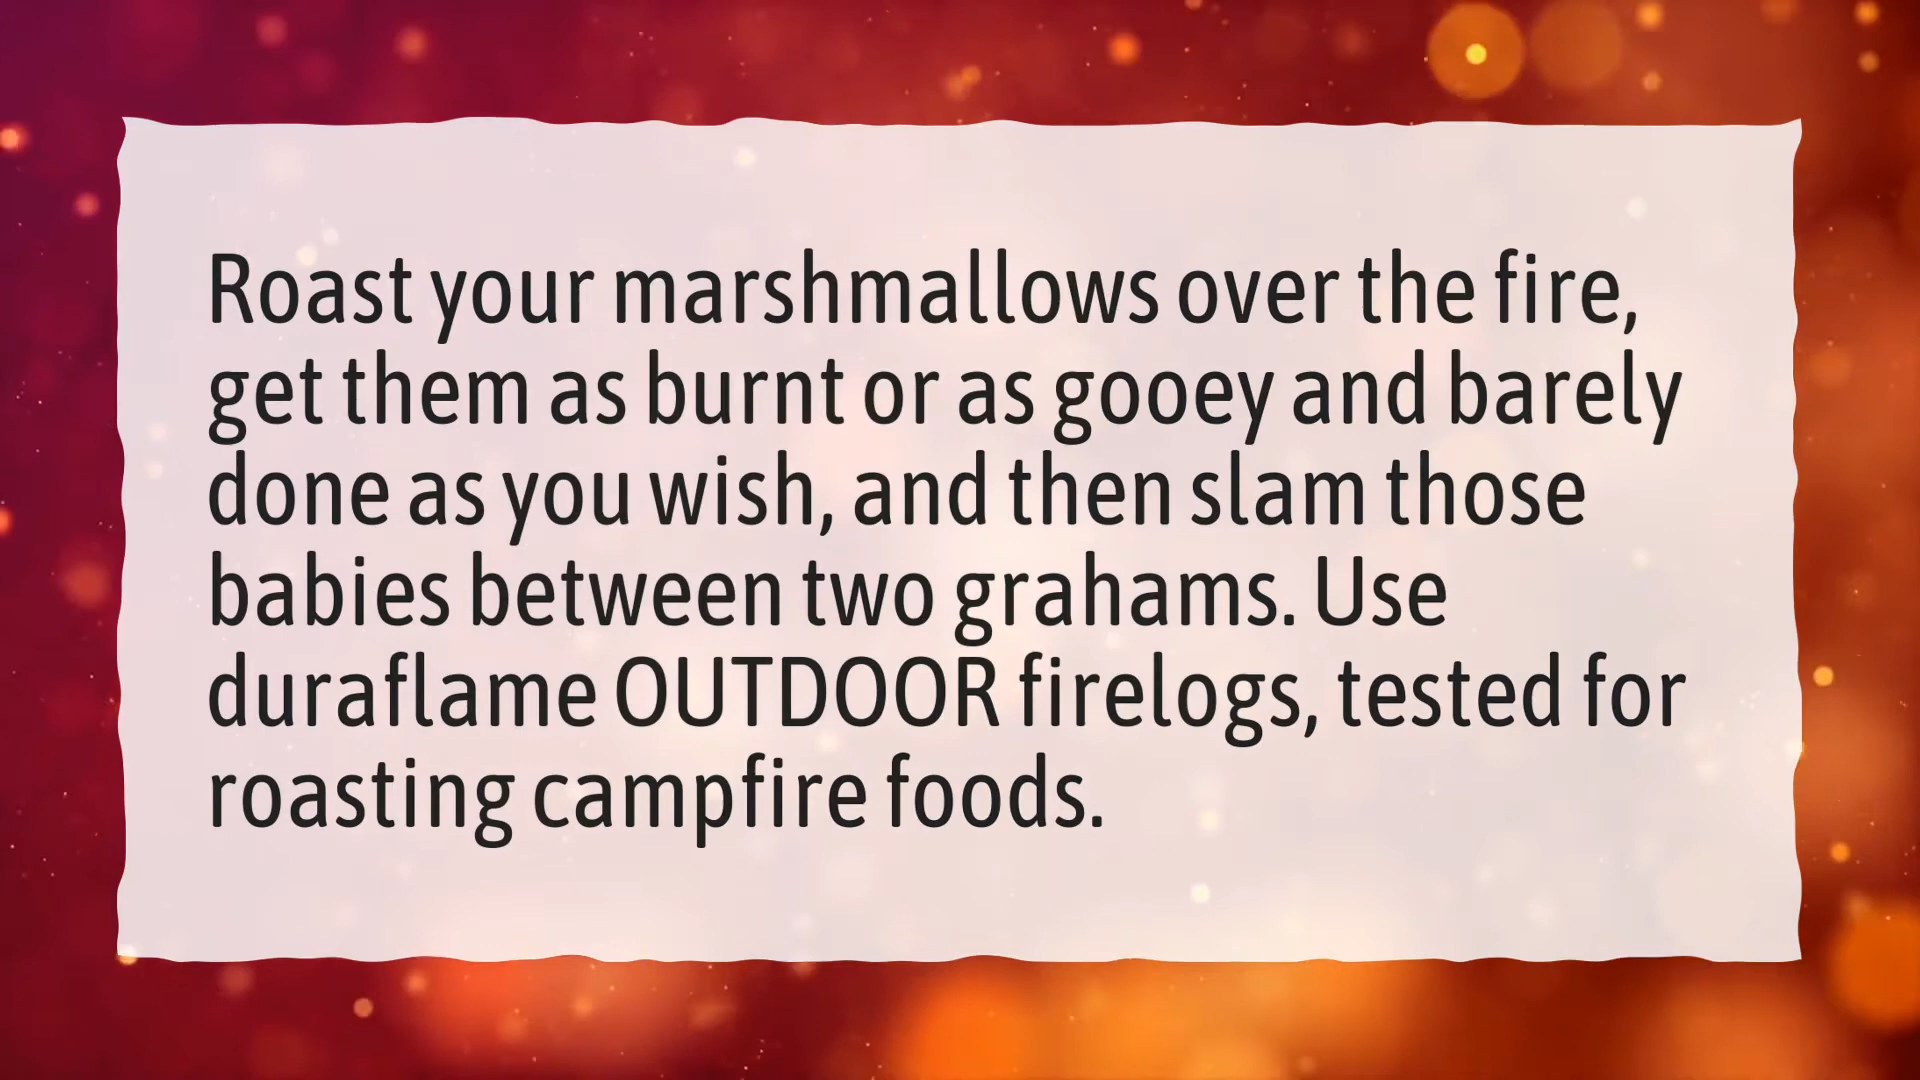 Roast your marshmallows over the fire,
get them as burnt or as gooey and barely
done as you wish, and then slam those
babies between two grahams. Use
duraflame OUTDOOR firelogs, tested for
roasting campfire foods.